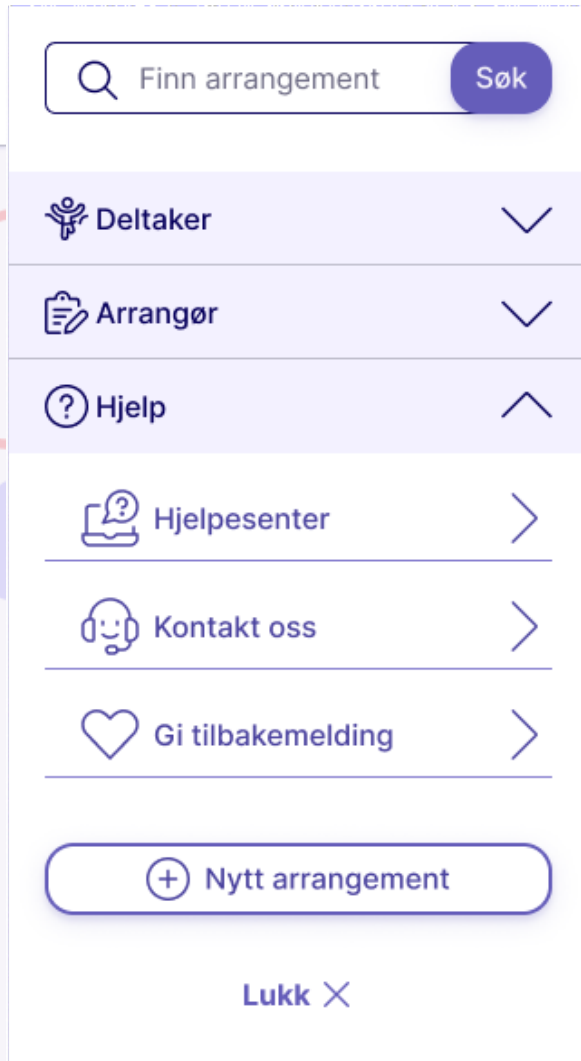 Finn arrangement
Søk
Deltaker
Arrangør
Hjelp
Hjelpesenter
Kontakt oss
Gi tilbakemelding
Nytt arrangement
Lukk